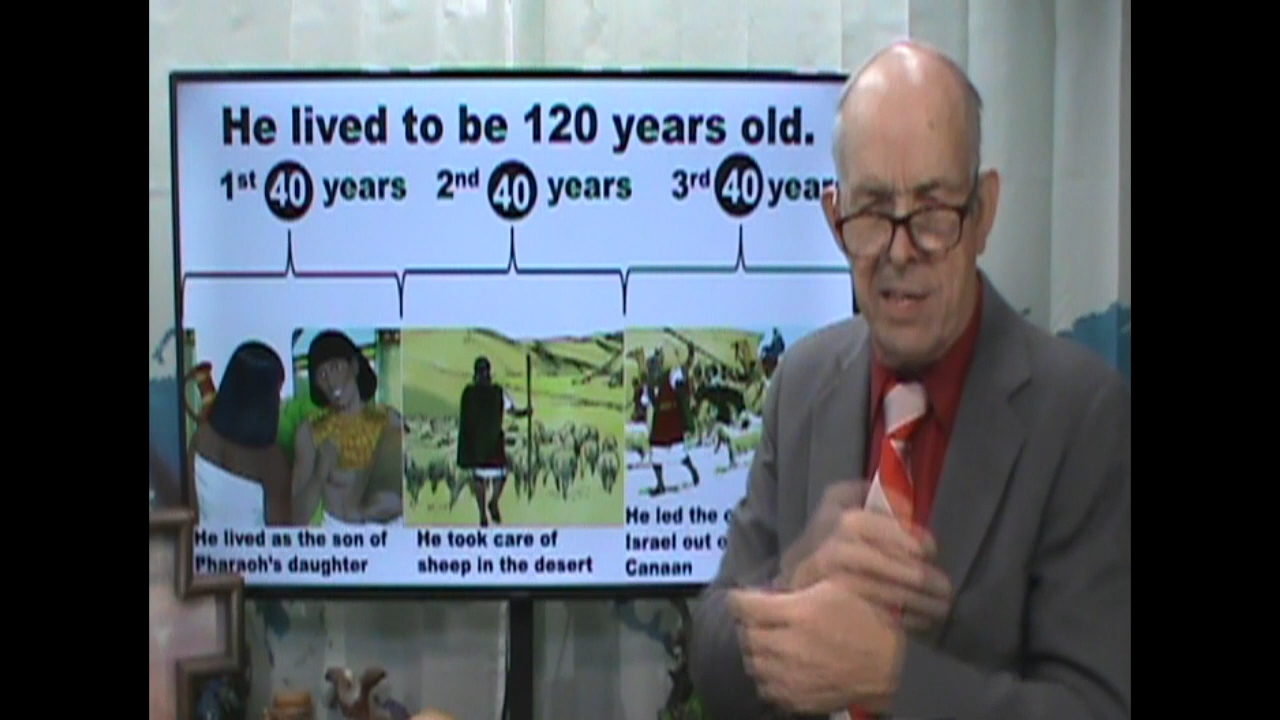 He lived to be 120 years old.
1st 40 years 2nd 40 years 3rd 40
He lived as the son of
Pharaoh's daughter
He took care of
sheep in the desert
He led the
Israel out
Canaan